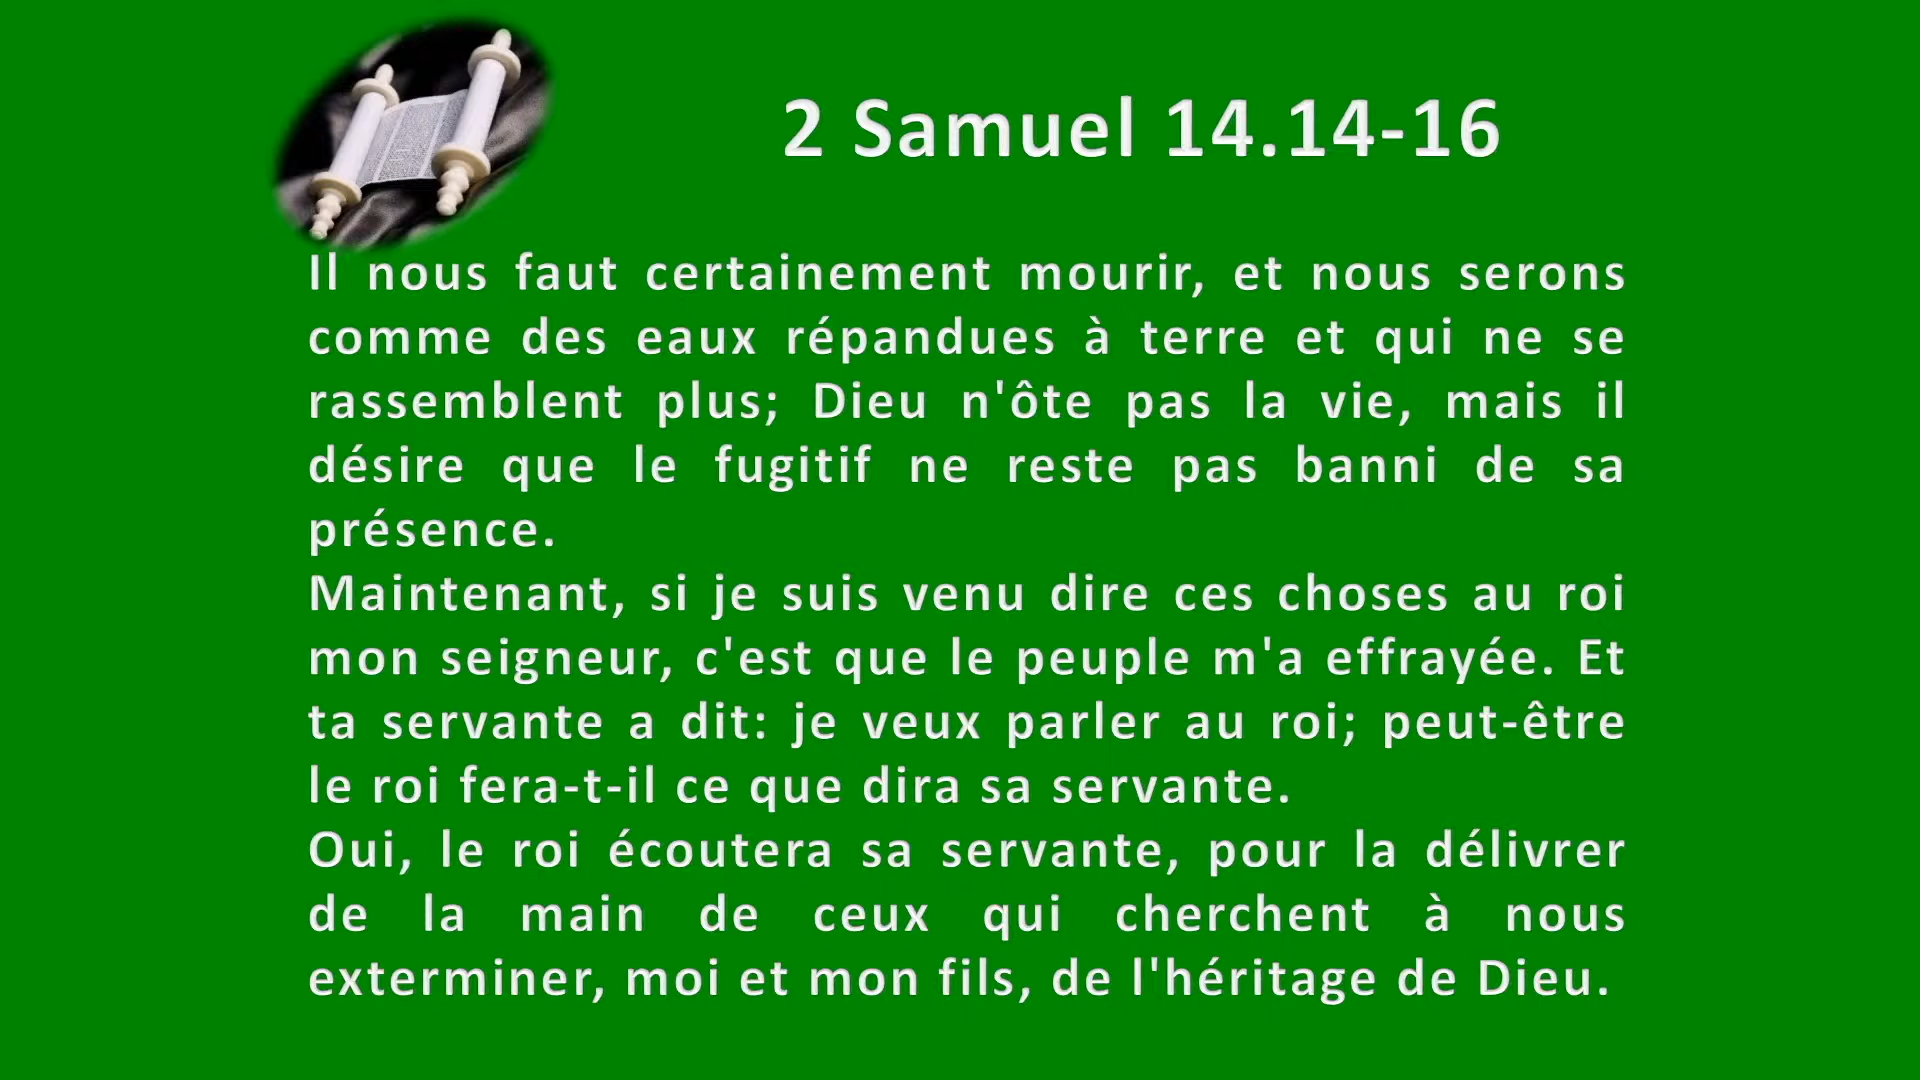 2 Samuel 14.14-16
Il nous faut certainement mourir, et nous serons
comme des eaux répandues à terre et qui ne se
rassemblent plus; Dieu n'ôte pas la vie, mais il
désire que le fugitif ne reste pas banni de sa
présence.
Maintenant, si je suis venu dire ces choses au roi
mon seigneur, c'est que le peuple m'a effrayée. Et
ta servante a dit: je veux parler au roi; peut-être
le roi fera-t-il ce que dira sa servante.
Oui, le roi écoutera sa servante, pour la délivrer
de la main de ceux qui cherchent à nous
exterminer, moi et mon fils, de l'héritage de Dieu.